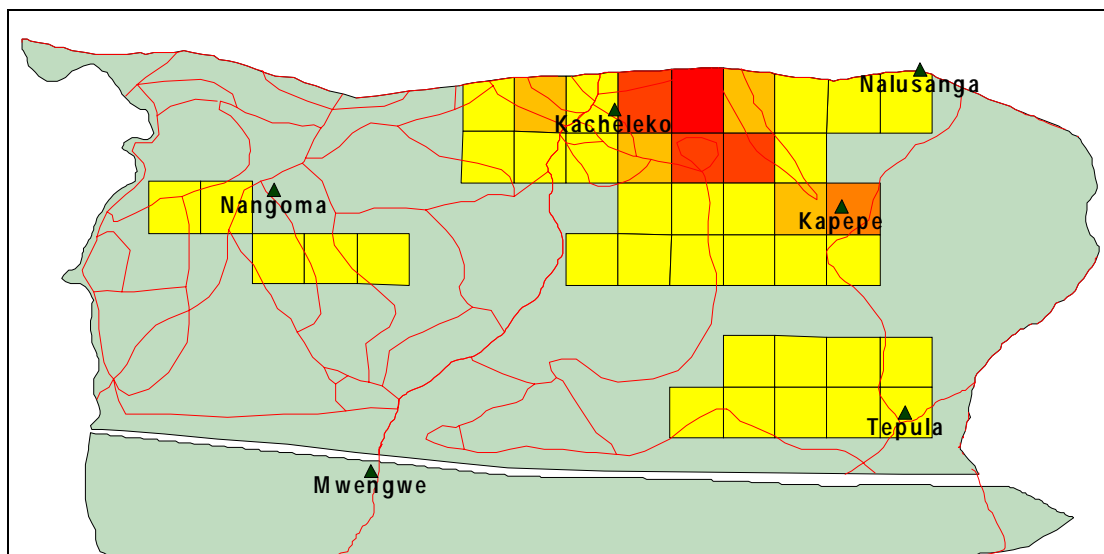 Nalusanga
Kacheleko
Nangoma
Kapepe
Tepula
Mwengwe